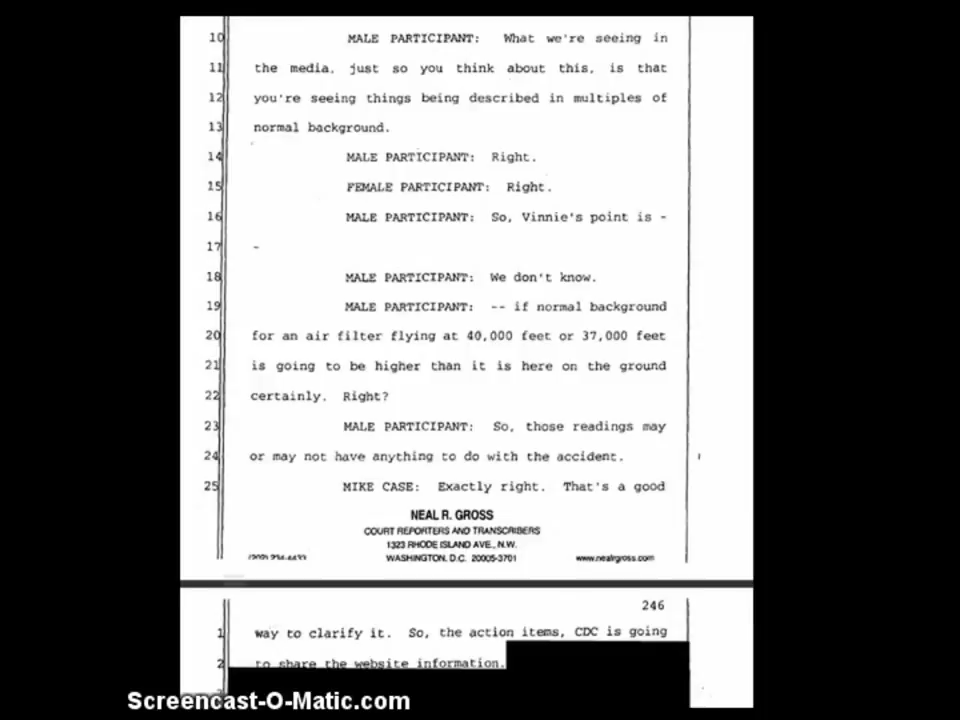 10 MALE PARTICIPANT: What we're seeing in
11 the media, just so you think about this, is that
12 you're seeing things being described in multiples of
13 normal background.
14 MALE PARTICIPANT: Right.
15 FEMALE PARTICIPANT: Right.
16 MALE PARTICIPANT: So, Vinnie's point is -
17 -
18 MALE PARTICIPANT: We don't know.
19 MALE PARTICIPANT: -- if normal background
20 for an air filter flying at 40,000 feet or 37,000 feet
21 is going to be higher than it is here on the ground
22 certainly. Right?
23 MALE PARTICIPANT: So, those readings may
24 or may not have anything to do with the accident.
25 MIKE CASE: Exactly right. That's a good
NEAL R. GROSS
COURT REPORTERS AND TRANSCRIBERS
1323 RHODE ISLAND AVE., N.W.
(202) 234-4433 WASHINGTON, D.C. 20005-3701 www.nealrgross.com
246
1 way to clarify it. So, the action items, CDC is going
2 to share the website information.
Screencast-O-Matic.com